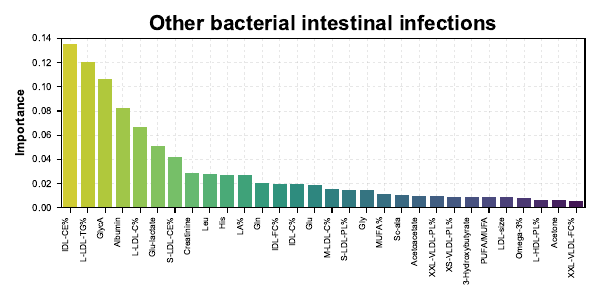 Other bacterial intestinal infections
Importance
0.14
0.12
0.10
0.08
0.06
0.04
0.02
0.00
IDL-CE%
L-LDL-TG%
GlycA
Albumin
L-LDL-C%
Glu-lactate
S-LDL-CE%
Creatinine
Leu
His
LA%
Gln
IDL-FC%
IDL-C%
Glu
M-LDL-C%
S-LDL-PL%
Gly
MUFA%
Sc-ala
Acetoacetate
XXL-VLDL-PL%
XS-VLDL-PL%
3-Hydroxybutyrate
PUFA/MUFA
LDL-size
Omega-3%
L-HDL-PL%
Acetone
XXL-VLDL-FC%